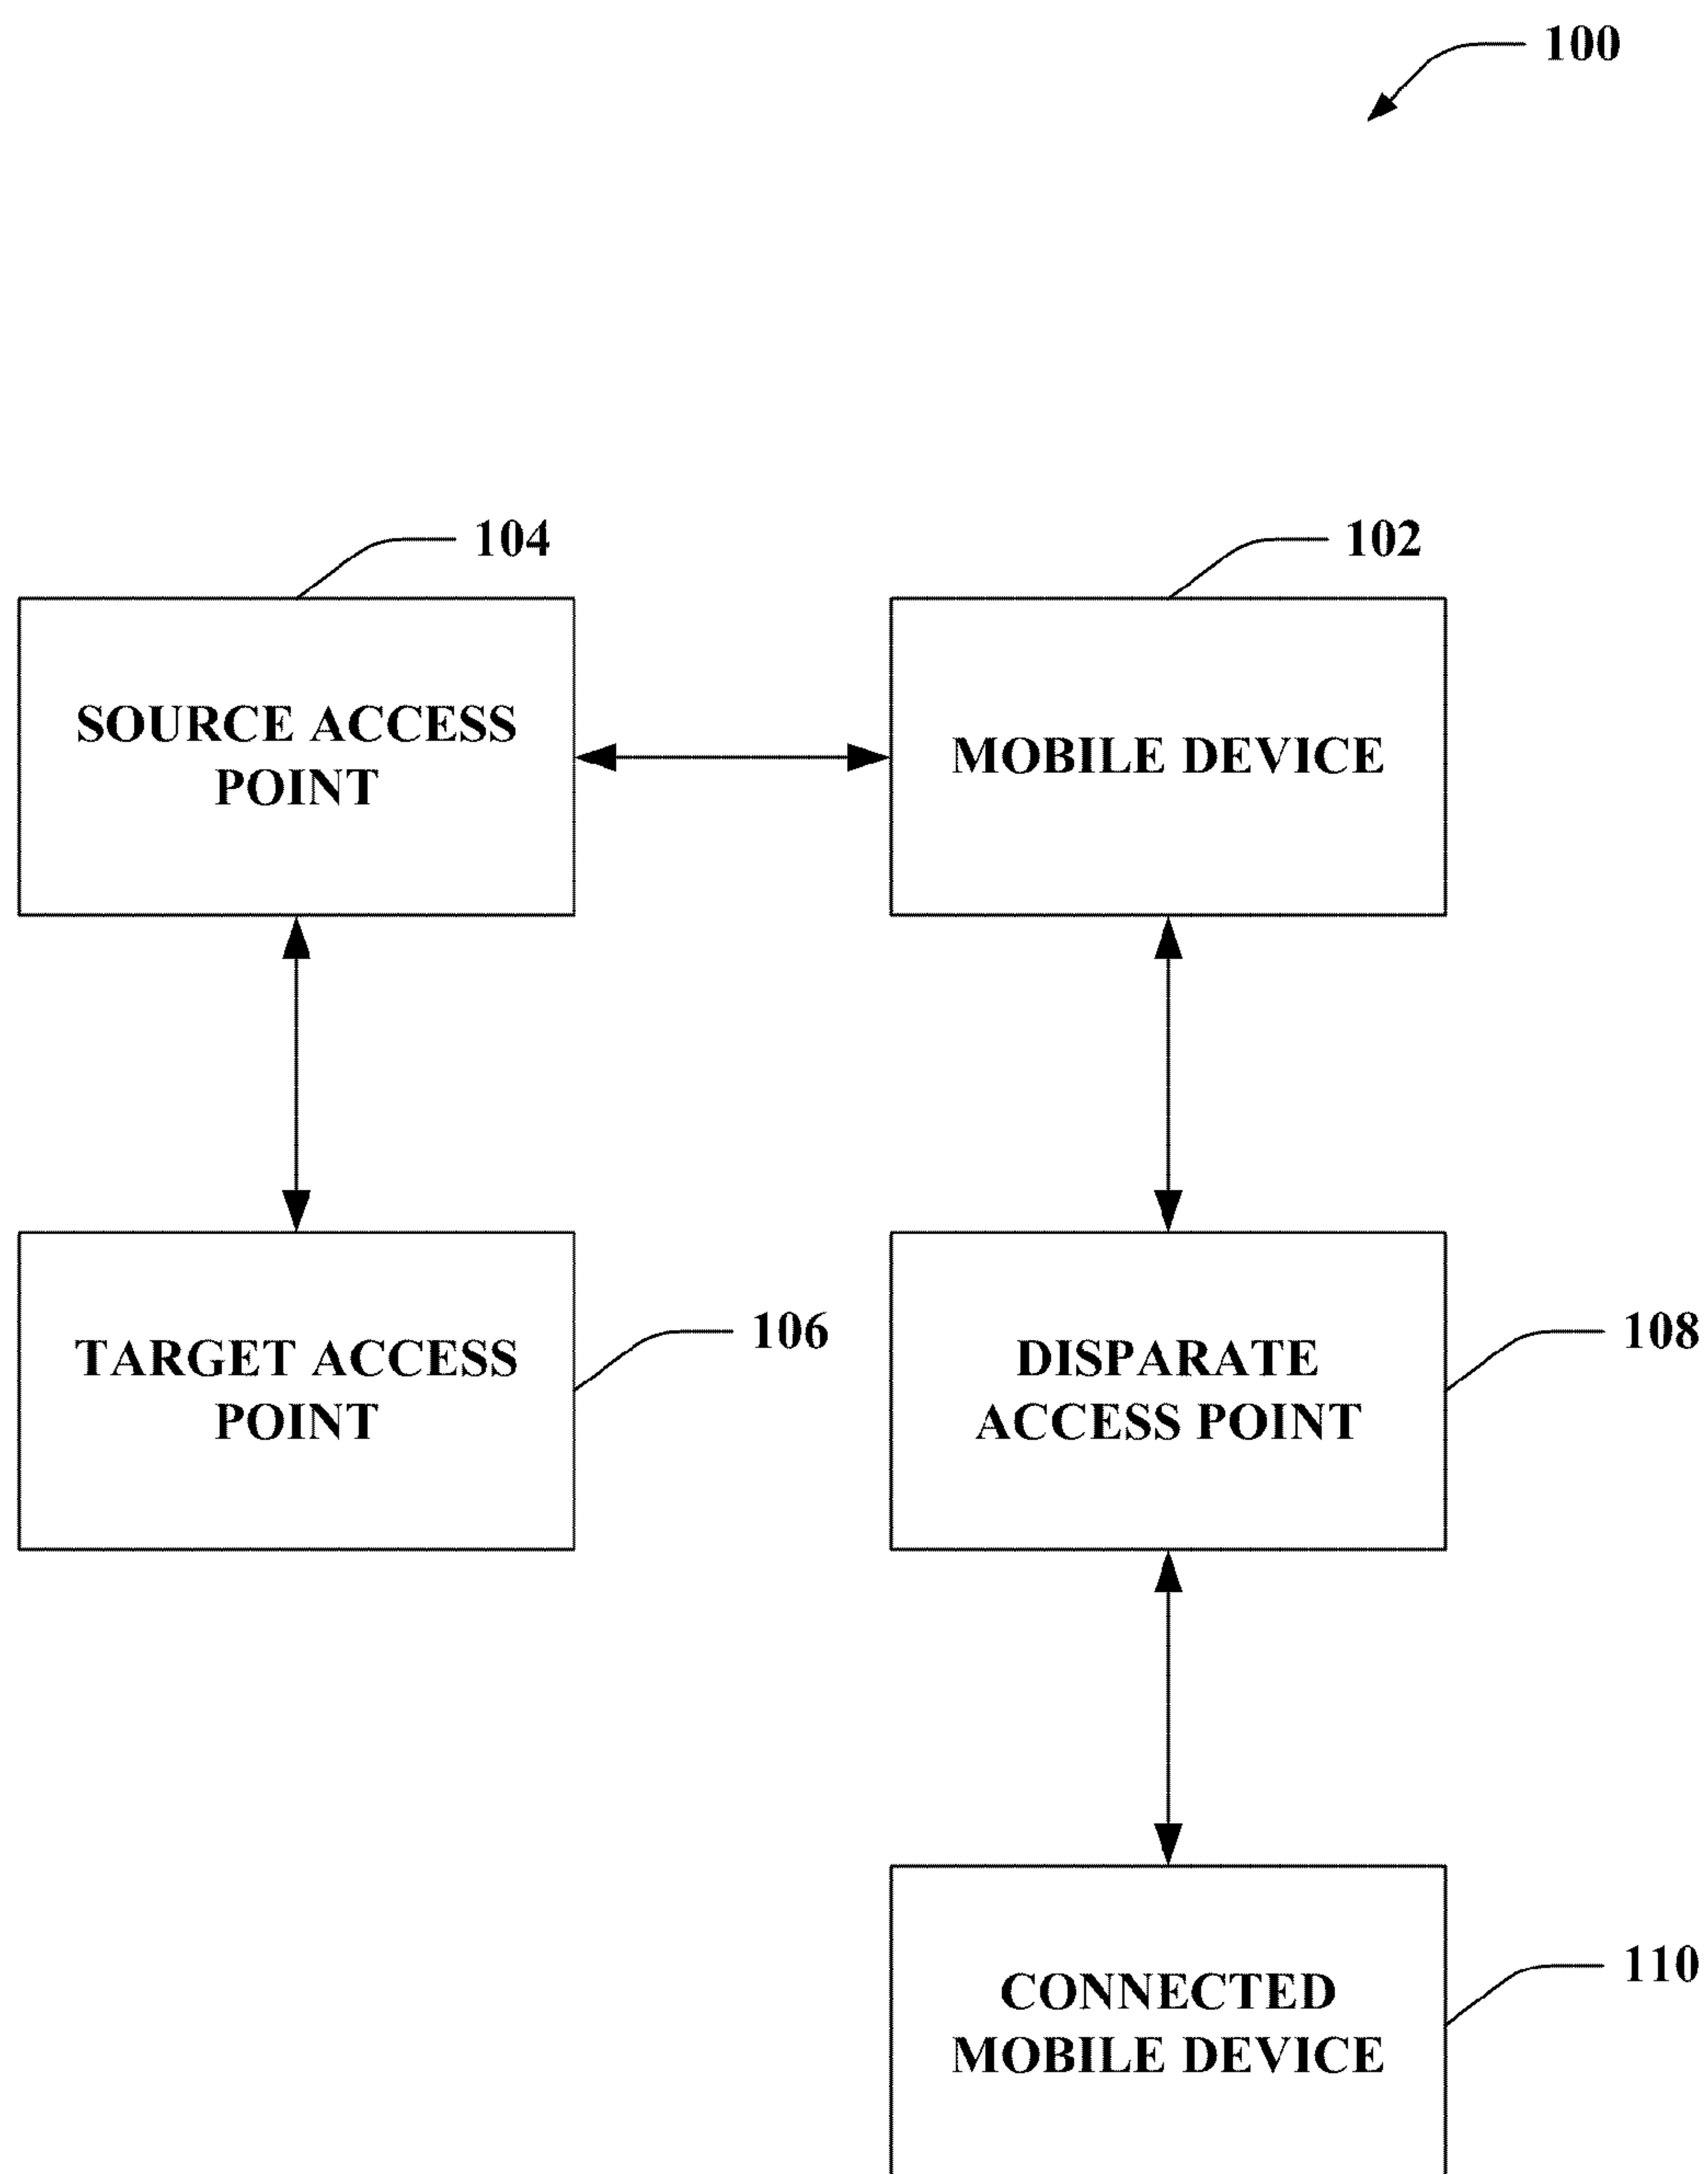 100
104
102
SOURCE ACCESS
POINT
MOBILE DEVICE
106
108
TARGET ACCESS
POINT
DISPARATE
ACCESS POINT
110
CONNECTED
MOBILE DEVICE